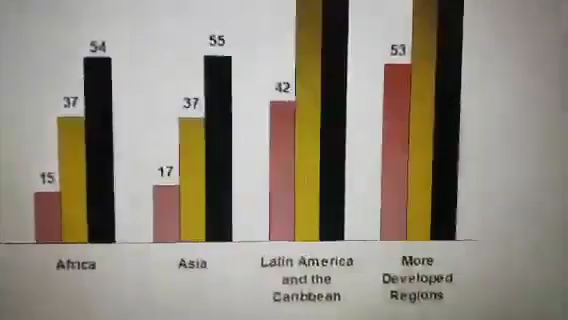 54
37
15
55
37
17
42
53
Africa
Asia
Latin America
and the
Caribbean
More
Developed
Regions